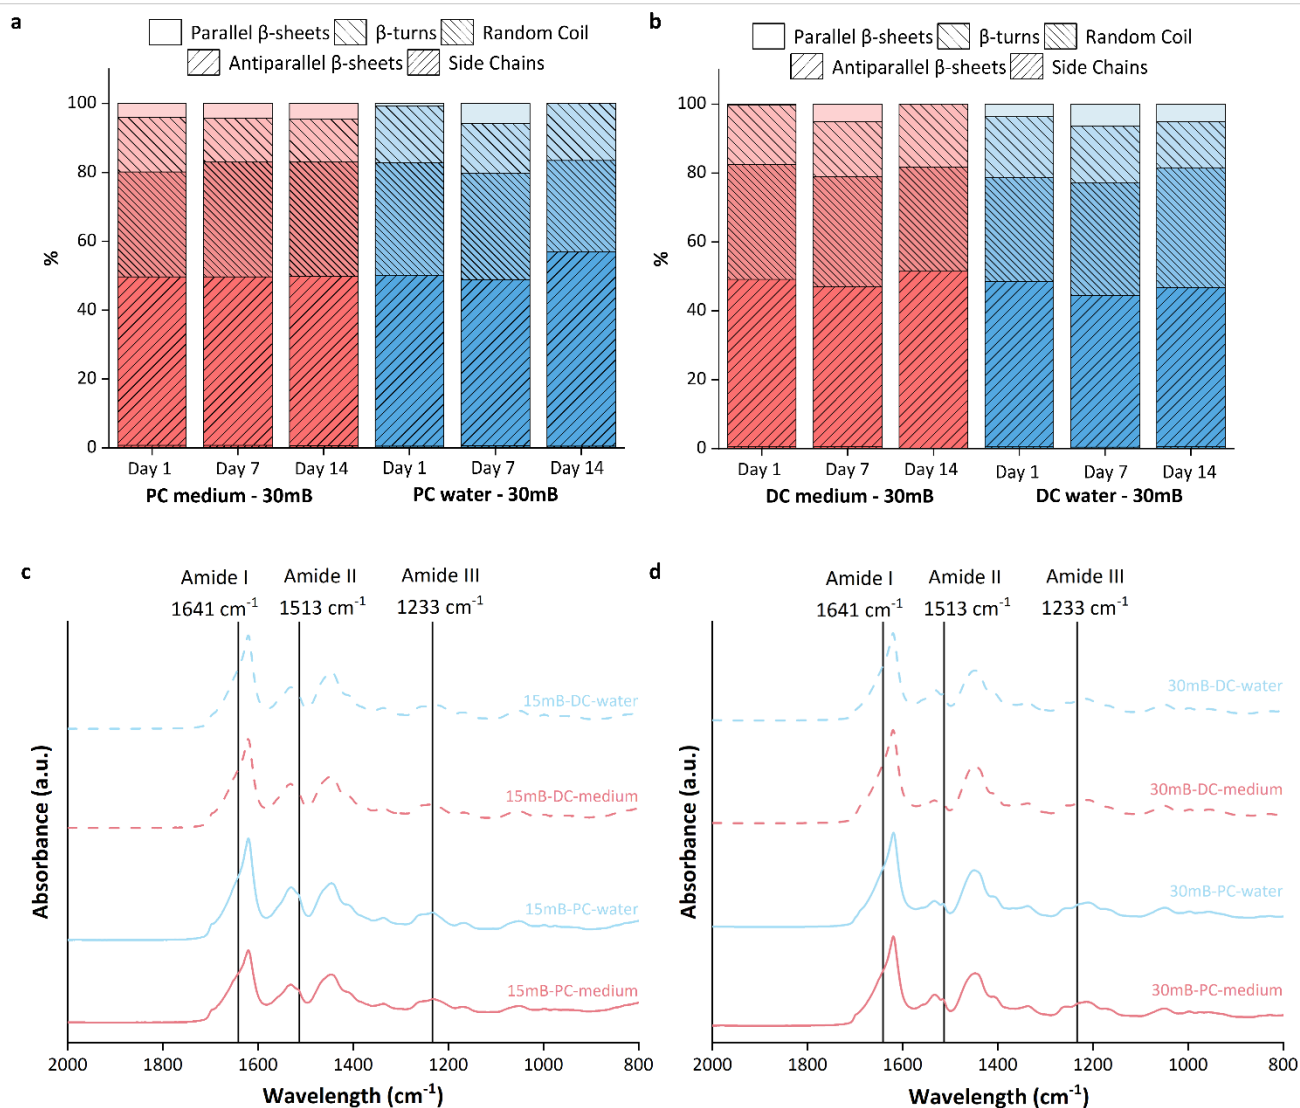 a
Parallel β-sheets β-turns Random Coil
Antiparallel β-sheets Side Chains
100
80
60
40
20
0
%
Day 1 Day 7 Day 14 Day 1 Day 7 Day 14
PC medium - 30mB PC water - 30mB
b
Parallel β-sheets β-turns Random Coil
Antiparallel β-sheets Side Chains
100
80
60
40
20
0
%
Day 1 Day 7 Day 14 Day 1 Day 7 Day 14
DC medium - 30mB DC water - 30mB
c
Amide I Amide II Amide III
1641 cm⁻¹ 1513 cm⁻¹ 1233 cm⁻¹
15mB-DC-water
15mB-DC-medium
15mB-PC-water
15mB-PC-medium
Absorbance (a.u.)
2000 1800 1600 1400 1200 1000 800
Wavelength (cm⁻¹)
d
Amide I Amide II Amide III
1641 cm⁻¹ 1513 cm⁻¹ 1233 cm⁻¹
30mB-DC-water
30mB-DC-medium
30mB-PC-water
30mB-PC-medium
Absorbance (a.u.)
2000 1800 1600 1400 1200 1000 800
Wavelength (cm⁻¹)